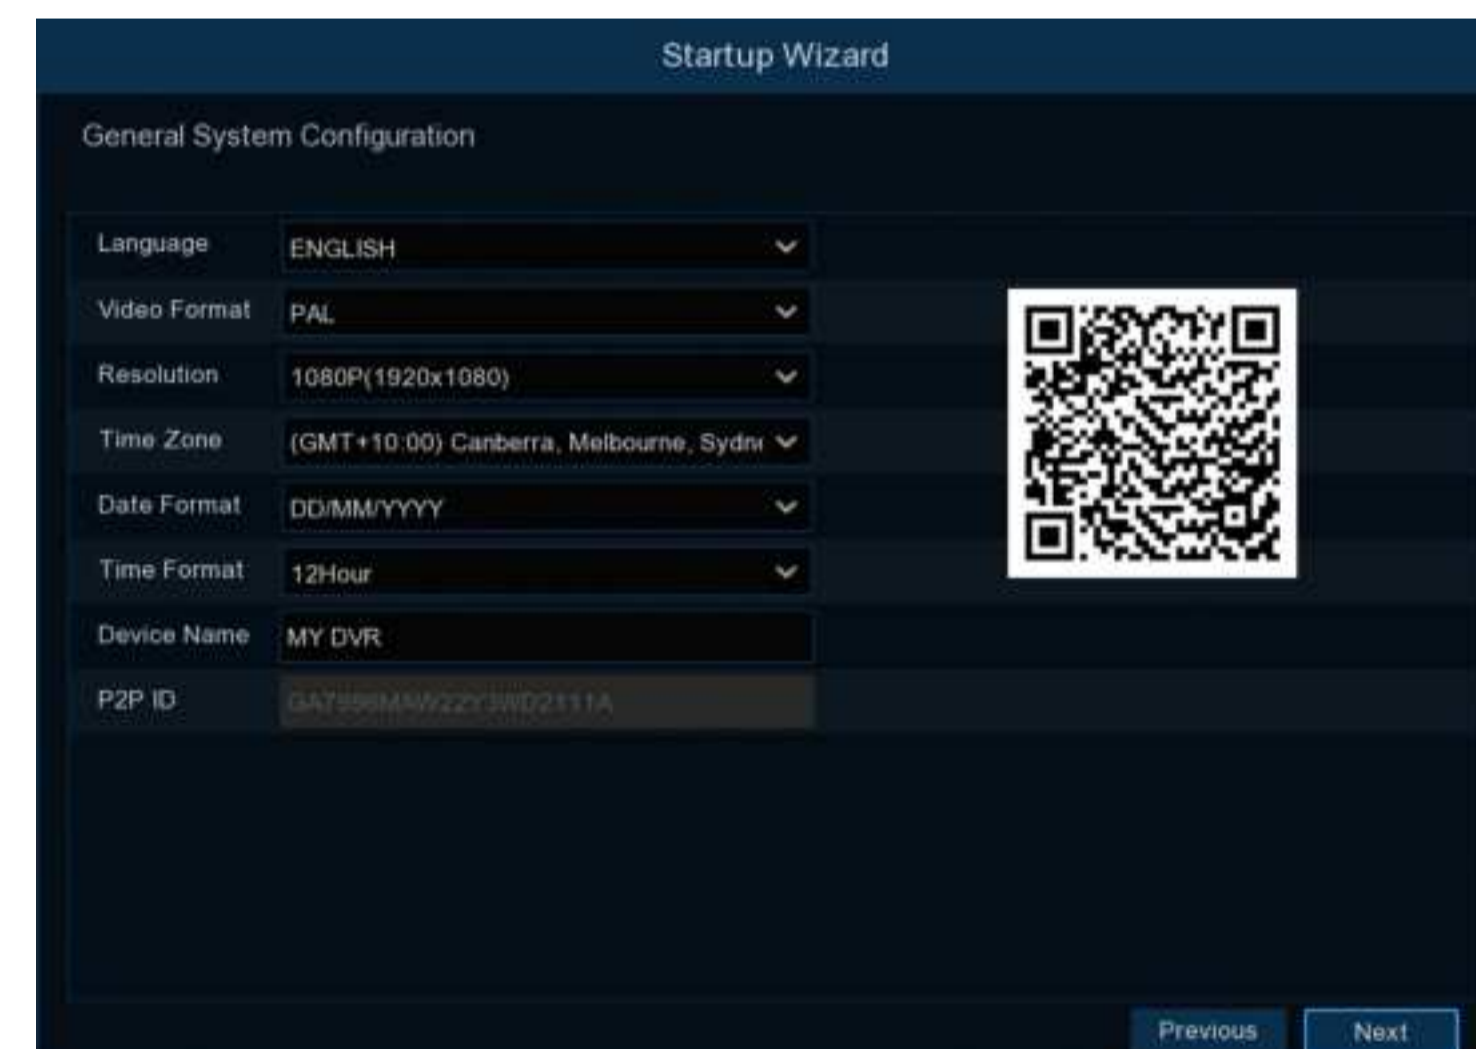 Startup Wizard
General System Configuration
Language ENGLISH
Video Format PAL
Resolution 1080P(1920x1080)
Time Zone (GMT+10:00) Canberra, Melbourne, Sydn
Date Format DD/MM/YYYY
Time Format 12Hour
Device Name MY DVR
P2P ID
Previous Next